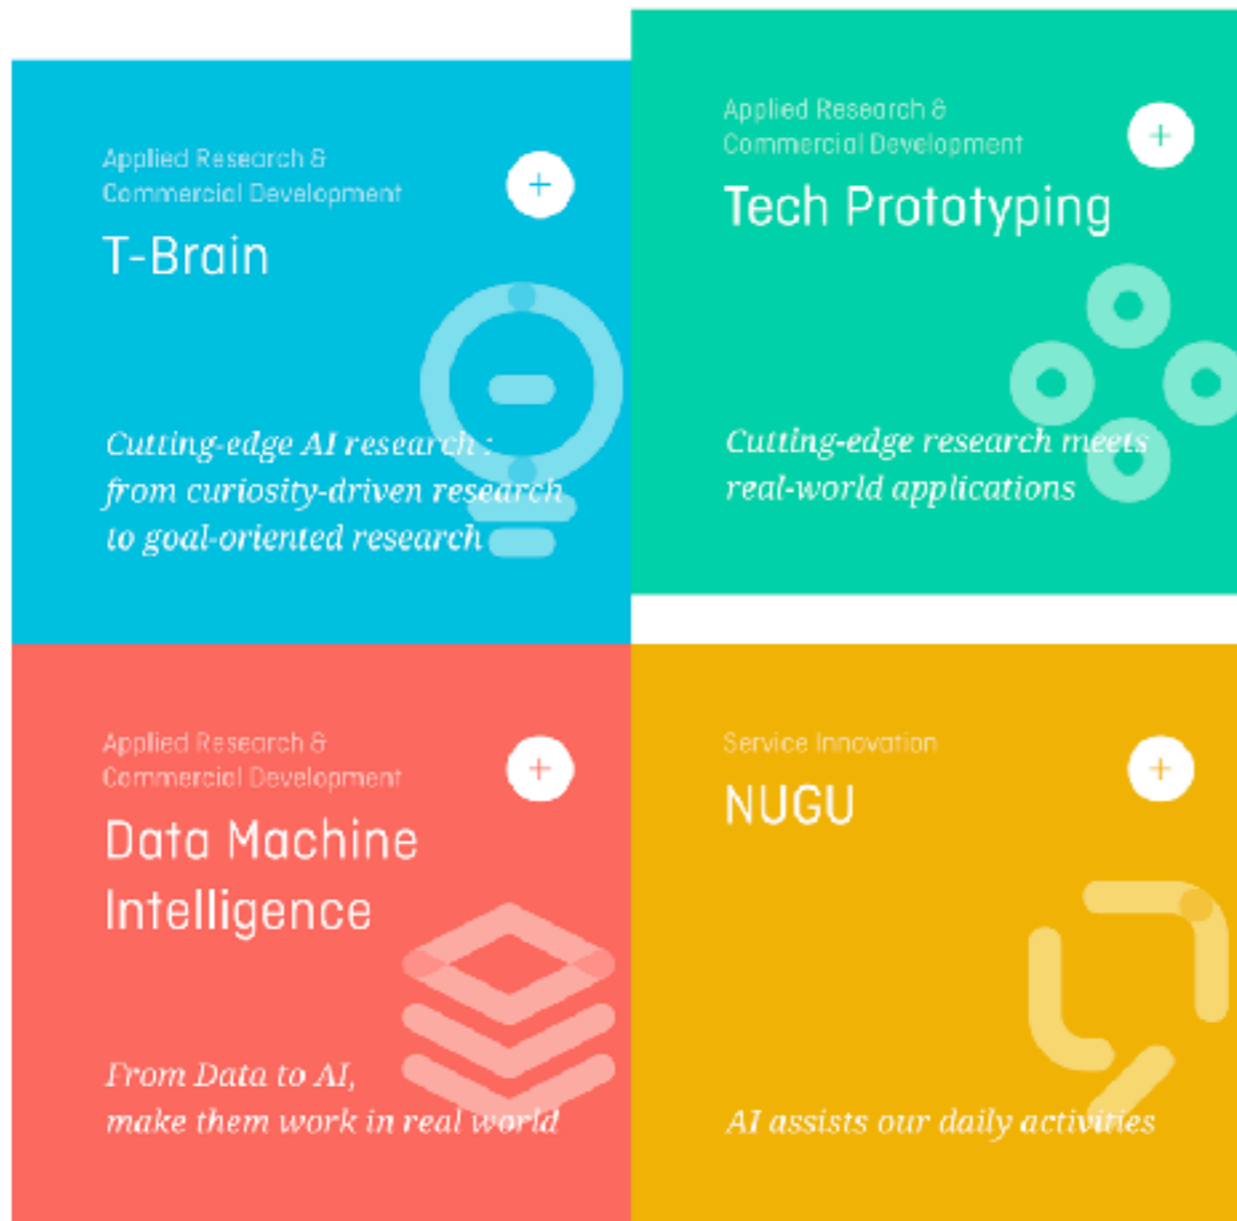 Applied Research &
Commercial Development
T-Brain
Cutting-edge AI research :
from curiosity-driven research
to goal-oriented research
Applied Research &
Commercial Development
Tech Prototyping
Cutting-edge research meets
real-world applications
Applied Research &
Commercial Development
Data Machine
Intelligence
From Data to AI,
make them work in real world
Service Innovation
NUGU
AI assists our daily activities